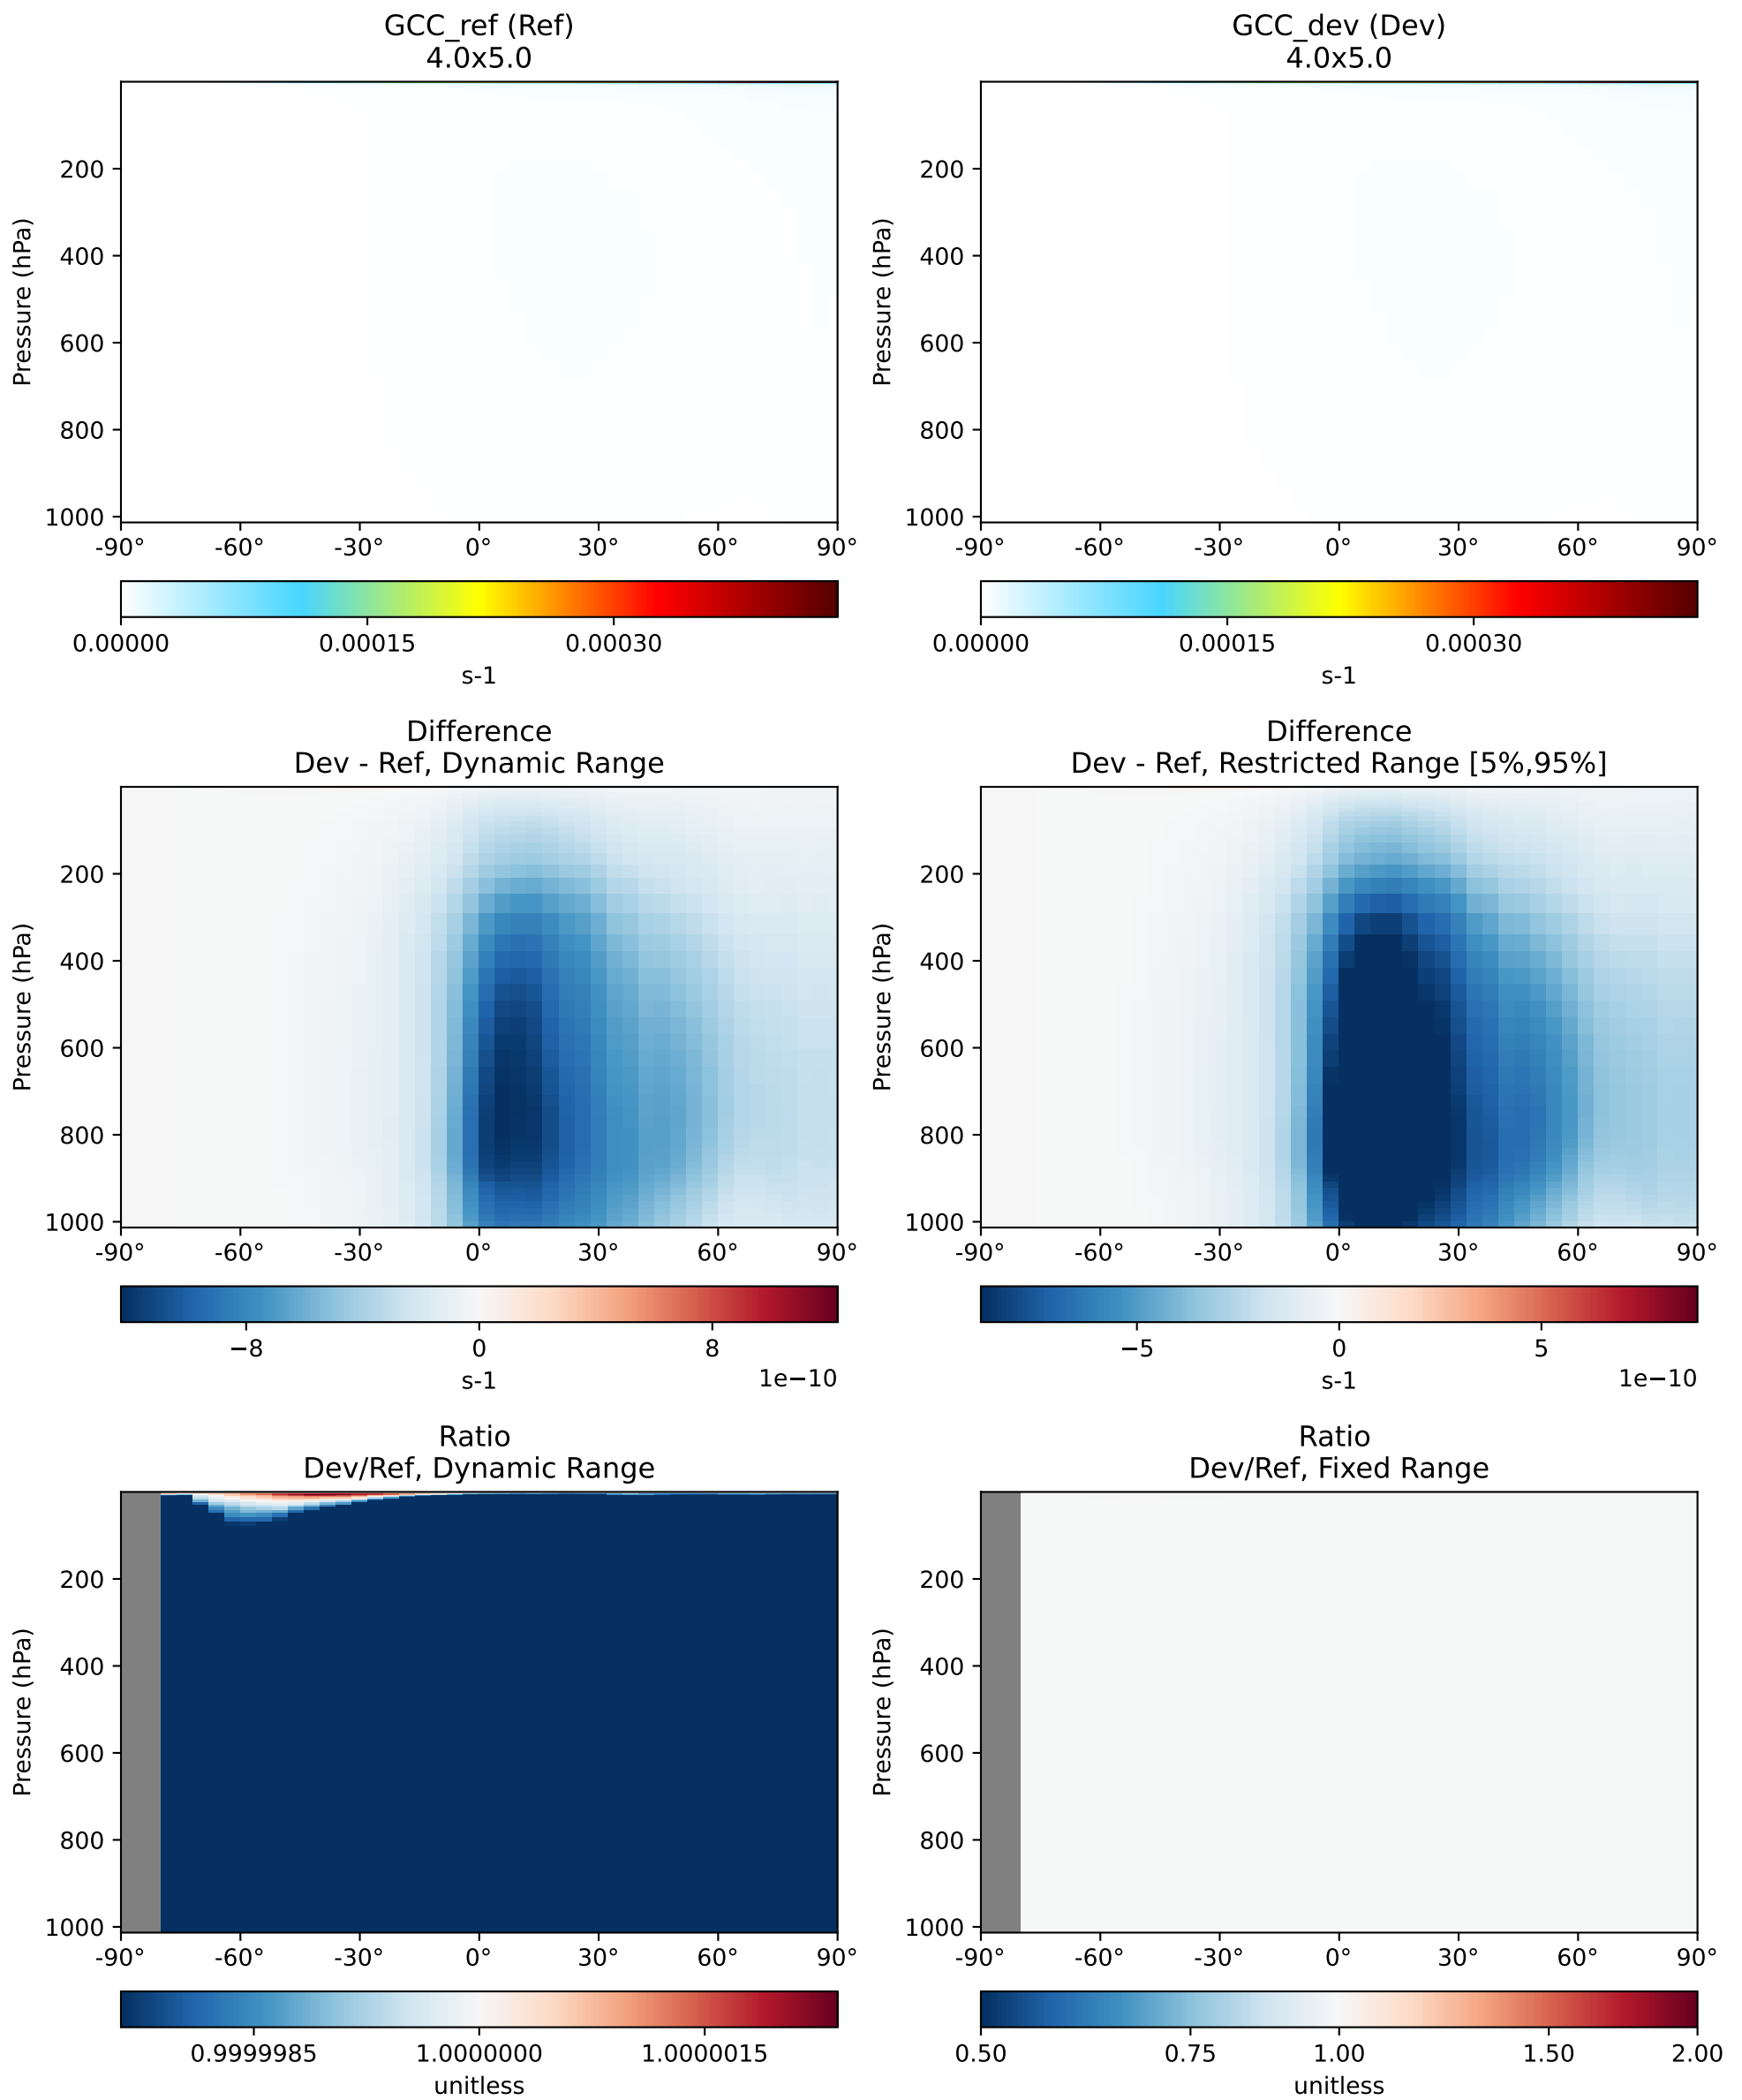 GCC_ref (Ref)
4.0x5.0
GCC_dev (Dev)
4.0x5.0
Pressure (hPa)
200
400
600
800
1000
-90° -60° -30° 0° 30° 60° 90°
0.00000 0.00015 0.00030
s-1
Pressure (hPa)
200
400
600
800
1000
-90° -60° -30° 0° 30° 60° 90°
0.00000 0.00015 0.00030
s-1
Difference
Dev - Ref, Dynamic Range
Pressure (hPa)
200
400
600
800
1000
-90° -60° -30° 0° 30° 60° 90°
−8 0 8
s-1
1e−10
Difference
Dev - Ref, Restricted Range [5%,95%]
Pressure (hPa)
200
400
600
800
1000
-90° -60° -30° 0° 30° 60° 90°
−5 0 5
s-1
1e−10
Ratio
Dev/Ref, Dynamic Range
Pressure (hPa)
200
400
600
800
1000
-90° -60° -30° 0° 30° 60° 90°
0.9999985 1.0000000 1.0000015
unitless
Ratio
Dev/Ref, Fixed Range
Pressure (hPa)
200
400
600
800
1000
-90° -60° -30° 0° 30° 60° 90°
0.50 0.75 1.00 1.50 2.00
unitless